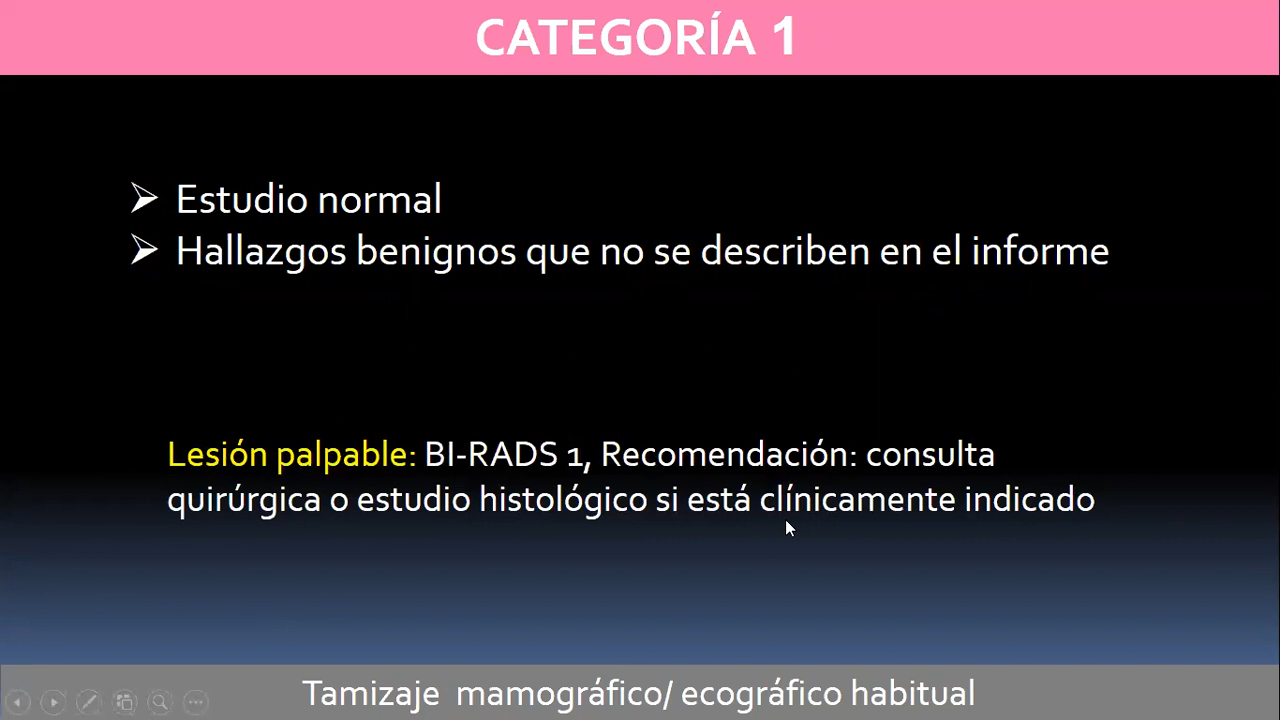 CATEGORÍA 1
➢ Estudio normal
➢ Hallazgos benignos que no se describen en el informe
Lesión palpable: BI-RADS 1, Recomendación: consulta
quirúrgica o estudio histológico si está clínicamente indicado
Tamizaje mamográfico/ ecográfico habitual